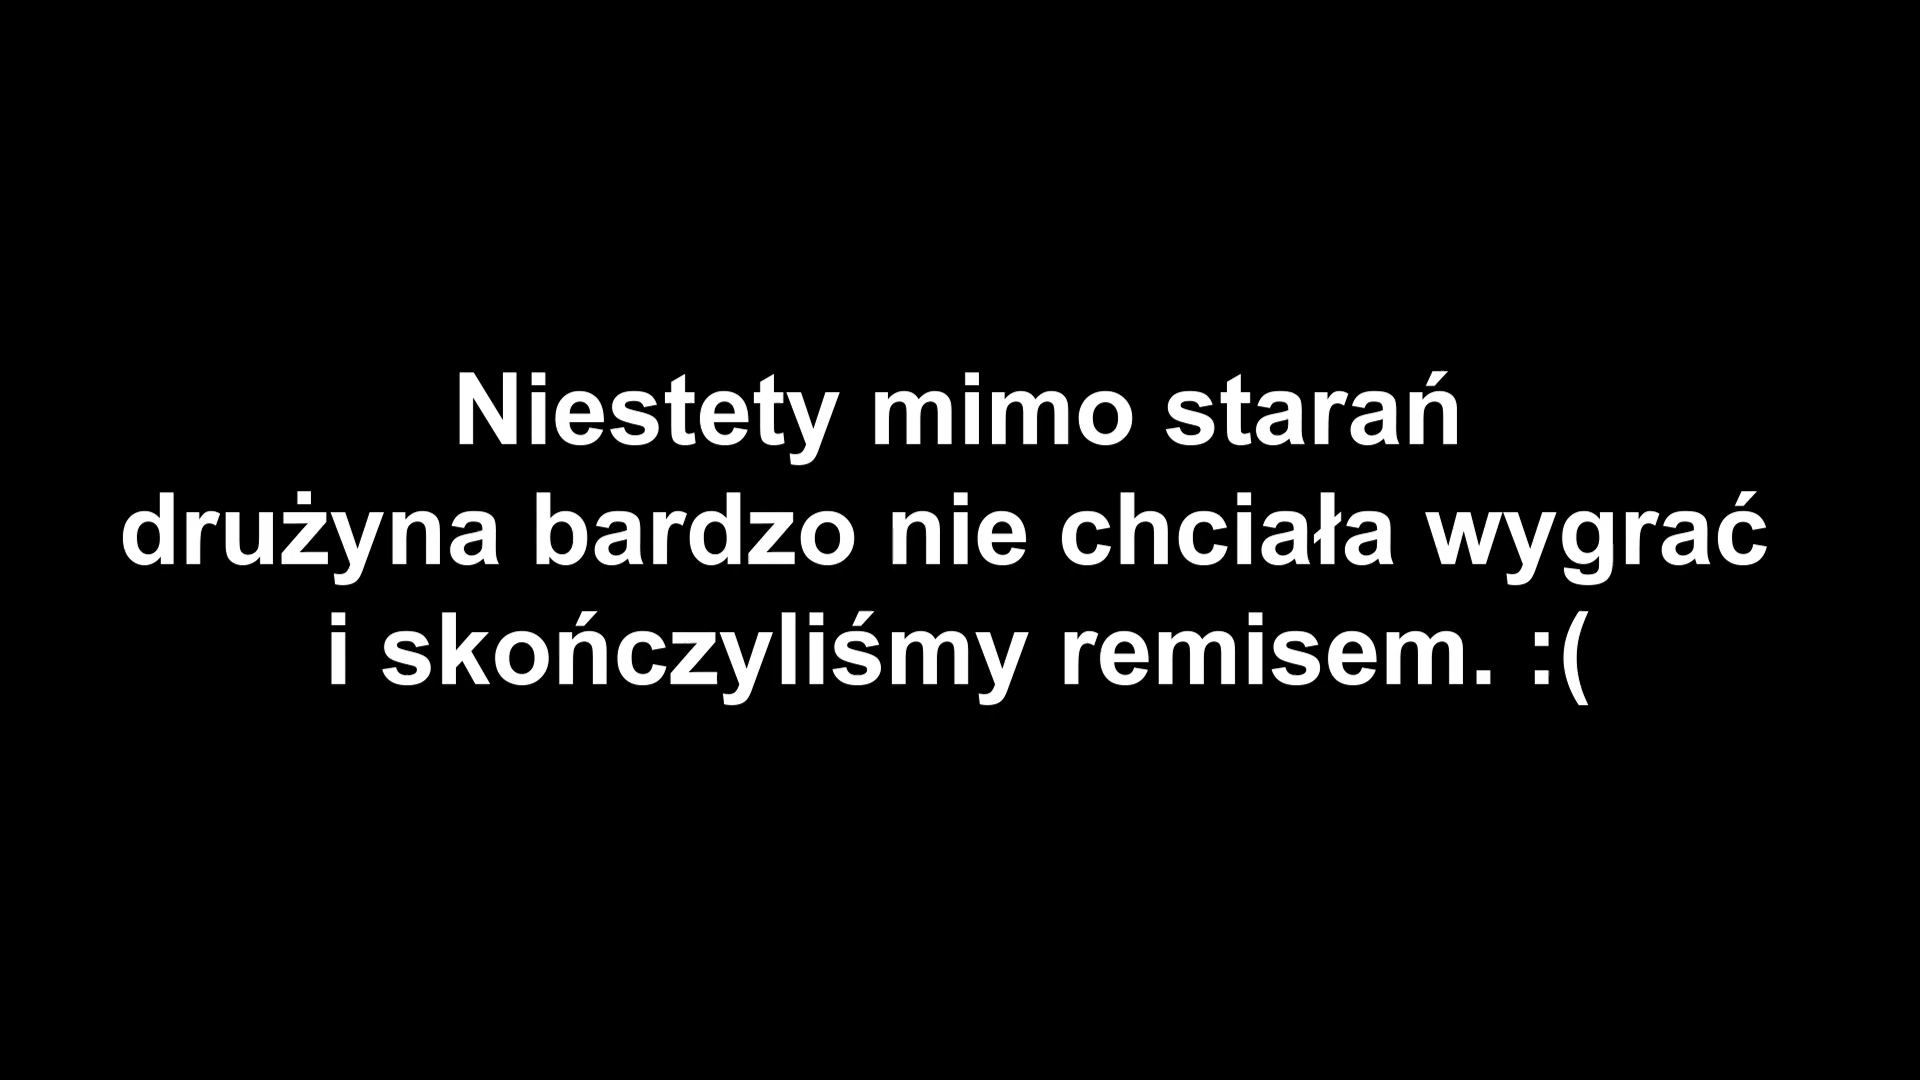 Niestety mimo starań
drużyna bardzo nie chciała wygrać
i skończyliśmy remisem. :(